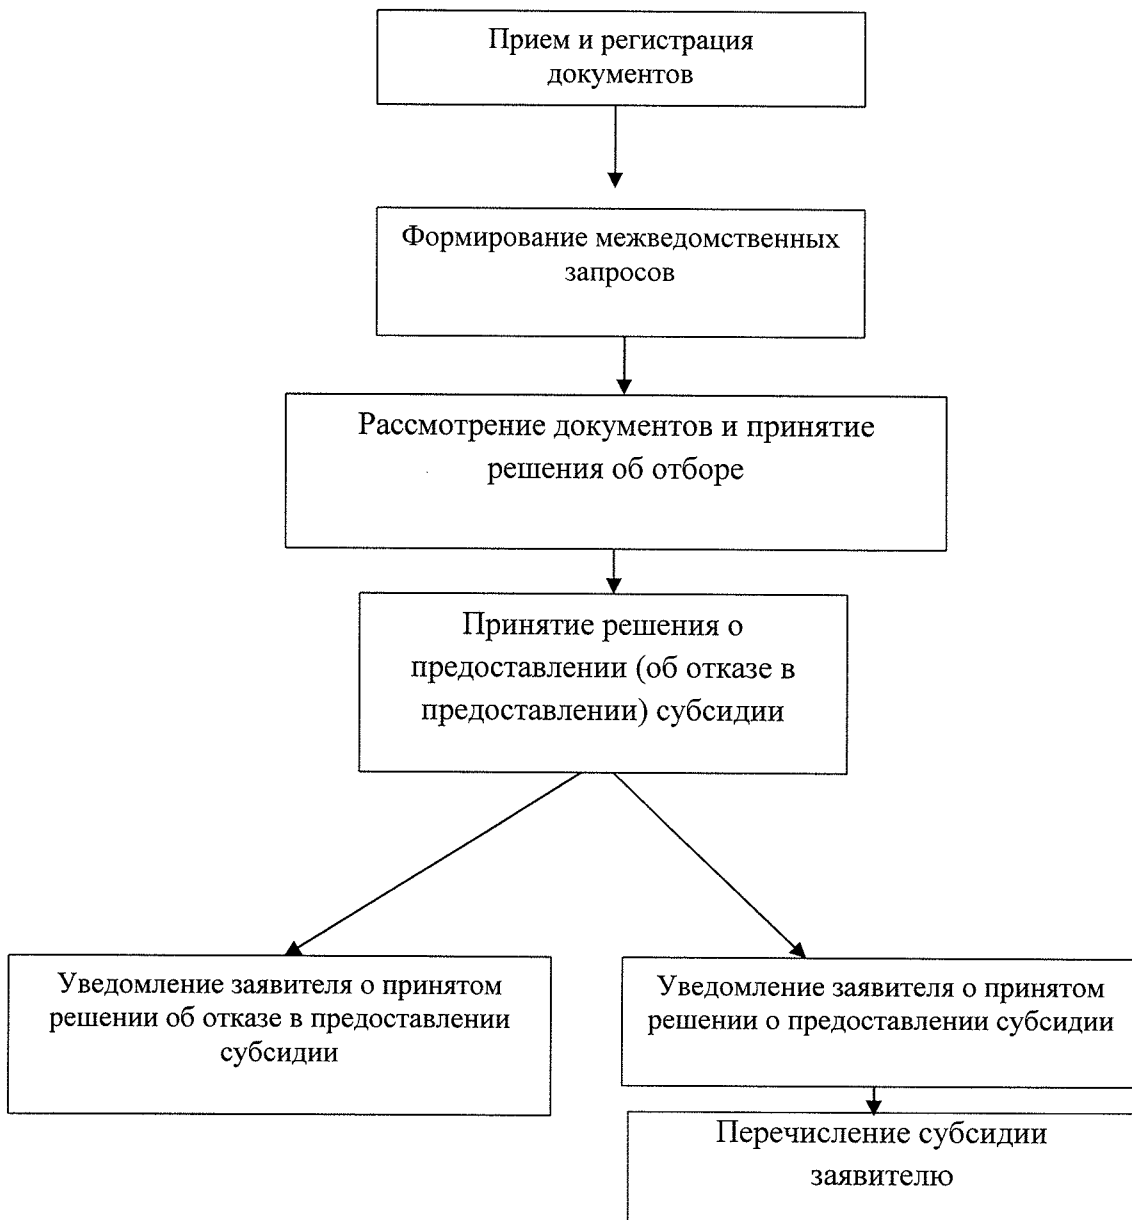 Прием и регистрация
документов
Формирование межведомственных
запросов
Рассмотрение документов и принятие
решения об отборе
Принятие решения о
предоставлении (об отказе в
предоставлении) субсидии
Уведомление заявителя о принятом
решении об отказе в предоставлении
субсидии
Уведомление заявителя о принятом
решении о предоставлении субсидии
Перечисление субсидии
заявителю